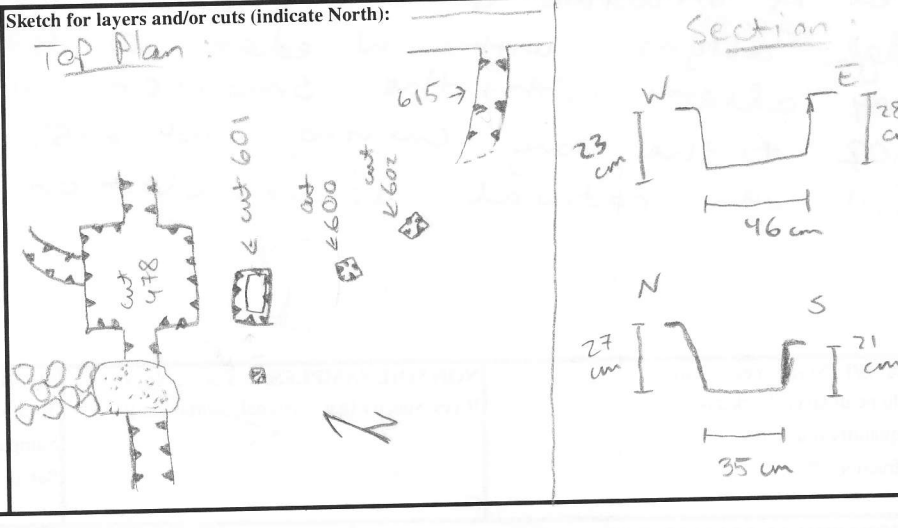 Sketch for layers and/or cuts (indicate North):
Top Plan :
615 →
← cut 601
cut
← 600
cut
← 602
cut
478
N
Section :
W
E
23
cm
28
46 cm
N
S
27
cm
21
cm
35 cm